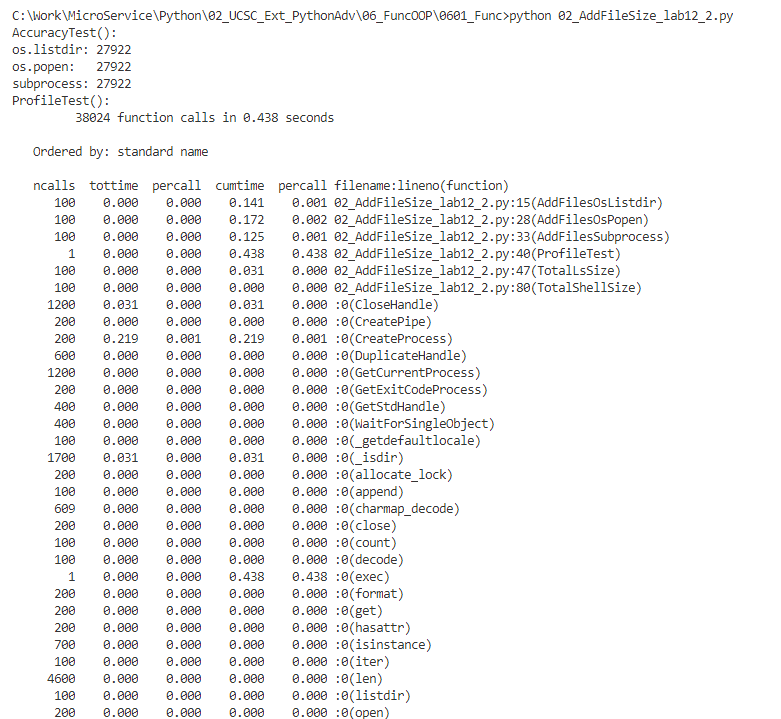 C:\Work\MicroService\Python\02_UCSC_Ext_PythonAdv\06_FuncOOP\0601_Func>python 02_AddFileSize_lab12_2.py
AccuracyTest():
os.listdir: 27922
os.popen:   27922
subprocess: 27922
ProfileTest():
         38024 function calls in 0.438 seconds

   Ordered by: standard name

   ncalls  tottime  percall  cumtime  percall filename:lineno(function)
      100    0.000    0.000    0.141    0.001 02_AddFileSize_lab12_2.py:15(AddFilesOsListdir)
      100    0.000    0.000    0.172    0.002 02_AddFileSize_lab12_2.py:28(AddFilesOsPopen)
      100    0.000    0.000    0.125    0.001 02_AddFileSize_lab12_2.py:33(AddFilesSubprocess)
        1    0.000    0.000    0.438    0.438 02_AddFileSize_lab12_2.py:40(ProfileTest)
      100    0.000    0.000    0.031    0.000 02_AddFileSize_lab12_2.py:47(TotalLsSize)
      100    0.000    0.000    0.000    0.000 02_AddFileSize_lab12_2.py:80(TotalShellSize)
     1200    0.031    0.000    0.031    0.000 :0(CloseHandle)
      200    0.000    0.000    0.000    0.000 :0(CreatePipe)
      200    0.219    0.001    0.219    0.001 :0(CreateProcess)
      600    0.000    0.000    0.000    0.000 :0(DuplicateHandle)
     1200    0.000    0.000    0.000    0.000 :0(GetCurrentProcess)
      200    0.000    0.000    0.000    0.000 :0(GetExitCodeProcess)
      400    0.000    0.000    0.000    0.000 :0(GetStdHandle)
      400    0.000    0.000    0.000    0.000 :0(WaitForSingleObject)
      100    0.000    0.000    0.000    0.000 :0(_getdefaultlocale)
     1700    0.031    0.000    0.031    0.000 :0(_isdir)
      200    0.000    0.000    0.000    0.000 :0(allocate_lock)
      100    0.000    0.000    0.000    0.000 :0(append)
      609    0.000    0.000    0.000    0.000 :0(charmap_decode)
      200    0.000    0.000    0.000    0.000 :0(close)
      100    0.000    0.000    0.000    0.000 :0(count)
      100    0.000    0.000    0.000    0.000 :0(decode)
        1    0.000    0.000    0.438    0.438 :0(exec)
      200    0.000    0.000    0.000    0.000 :0(format)
      200    0.000    0.000    0.000    0.000 :0(get)
      200    0.000    0.000    0.000    0.000 :0(hasattr)
      700    0.000    0.000    0.000    0.000 :0(isinstance)
      100    0.000    0.000    0.000    0.000 :0(iter)
     4600    0.000    0.000    0.000    0.000 :0(len)
      100    0.000    0.000    0.000    0.000 :0(listdir)
      200    0.000    0.000    0.000    0.000 :0(open)